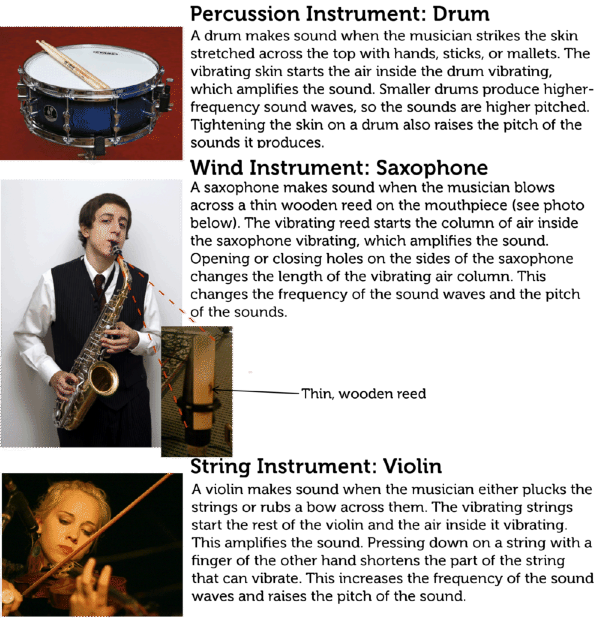 Percussion Instrument: Drum
A drum makes sound when the musician strikes the skin
stretched across the top with hands, sticks, or mallets. The
vibrating skin starts the air inside the drum vibrating,
which amplifies the sound. Smaller drums produce higher-
frequency sound waves, so the sounds are higher pitched.
Tightening the skin on a drum also raises the pitch of the
sounds it produces.
Wind Instrument: Saxophone
A saxophone makes sound when the musician blows
across a thin wooden reed on the mouthpiece (see photo
below). The vibrating reed starts the column of air inside
the saxophone vibrating, which amplifies the sound.
Opening or closing holes on the sides of the saxophone
changes the length of the vibrating air column. This
changes the frequency of the sound waves and the pitch
of the sounds.
Thin, wooden reed
String Instrument: Violin
A violin makes sound when the musician either plucks the
strings or rubs a bow across them. The vibrating strings
start the rest of the violin and the air inside it vibrating.
This amplifies the sound. Pressing down on a string with a
finger of the other hand shortens the part of the string
that can vibrate. This increases the frequency of the sound
waves and raises the pitch of the sound.